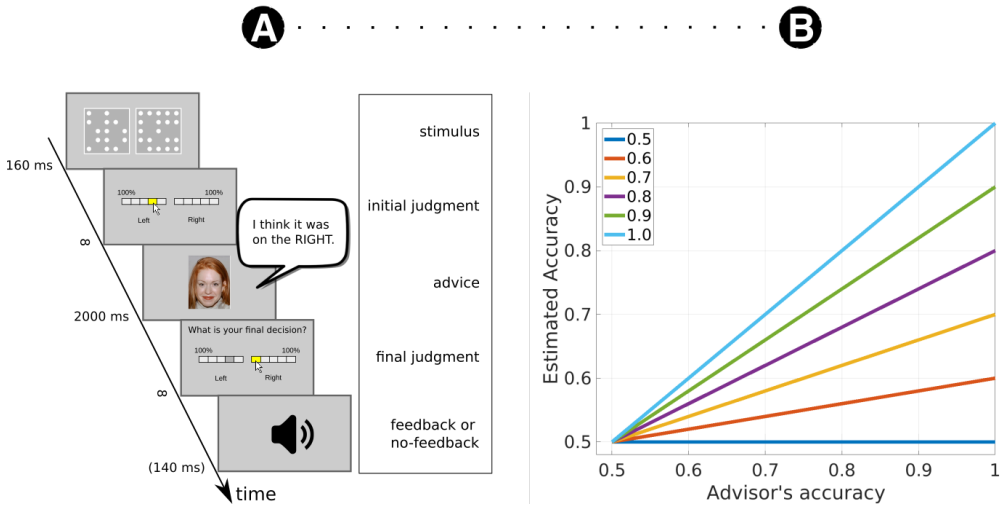 A
B
160 ms
∞
2000 ms
∞
(140 ms)
time
100%
100%
Left
Right
I think it was
on the RIGHT.
What is your final decision?
100%
100%
Left
Right
stimulus
initial judgment
advice
final judgment
feedback or
no-feedback
Estimated Accuracy
1
0.9
0.8
0.7
0.6
0.5
0.5
0.6
0.7
0.8
0.9
1.0
0.5
0.6
0.7
0.8
0.9
1
Advisor's accuracy